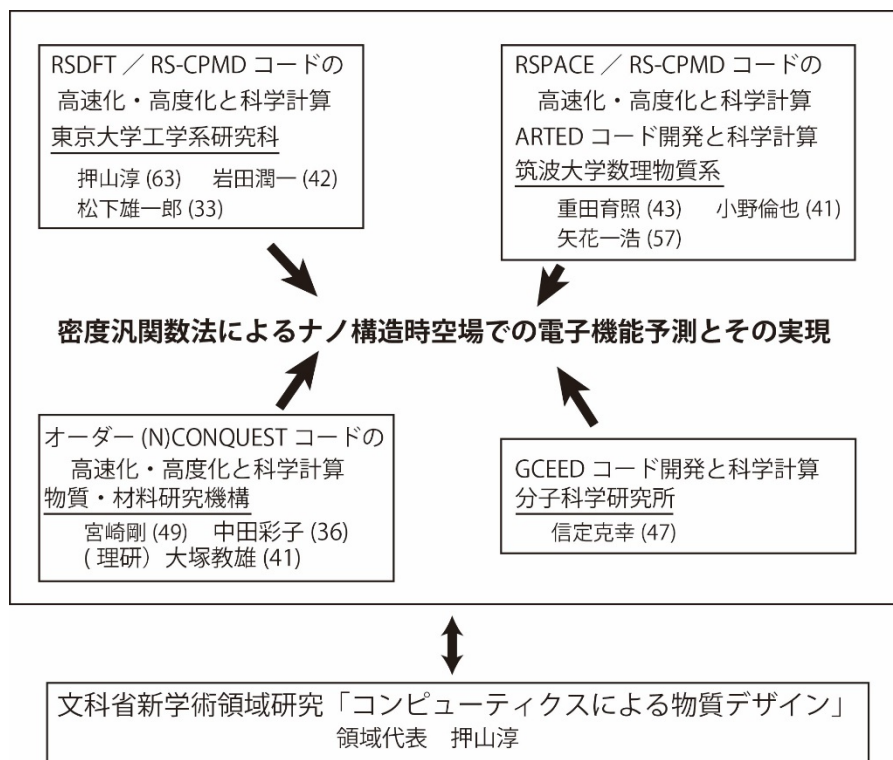 RSDFT ／ RS-CPMD コードの
高速化・高度化と科学計算
東京大学工学系研究科
押山淳 (63) 岩田潤一 (42)
松下雄一郎 (33)
RSPACE ／ RS-CPMD コードの
高速化・高度化と科学計算
ARTED コード開発と科学計算
筑波大学数理物質系
重田育照 (43) 小野倫也 (41)
矢花一浩 (57)
密度汎関数法によるナノ構造時空場での電子機能予測とその実現
オーダー (N)CONQUEST コードの
高速化・高度化と科学計算
物質・材料研究機構
宮崎剛 (49) 中田彩子 (36)
( 理研）大塚教雄 (41)
GCEED コード開発と科学計算
分子科学研究所
信定克幸 (47)
文科省新学術領域研究「コンピューティクスによる物質デザイン」
領域代表 押山淳